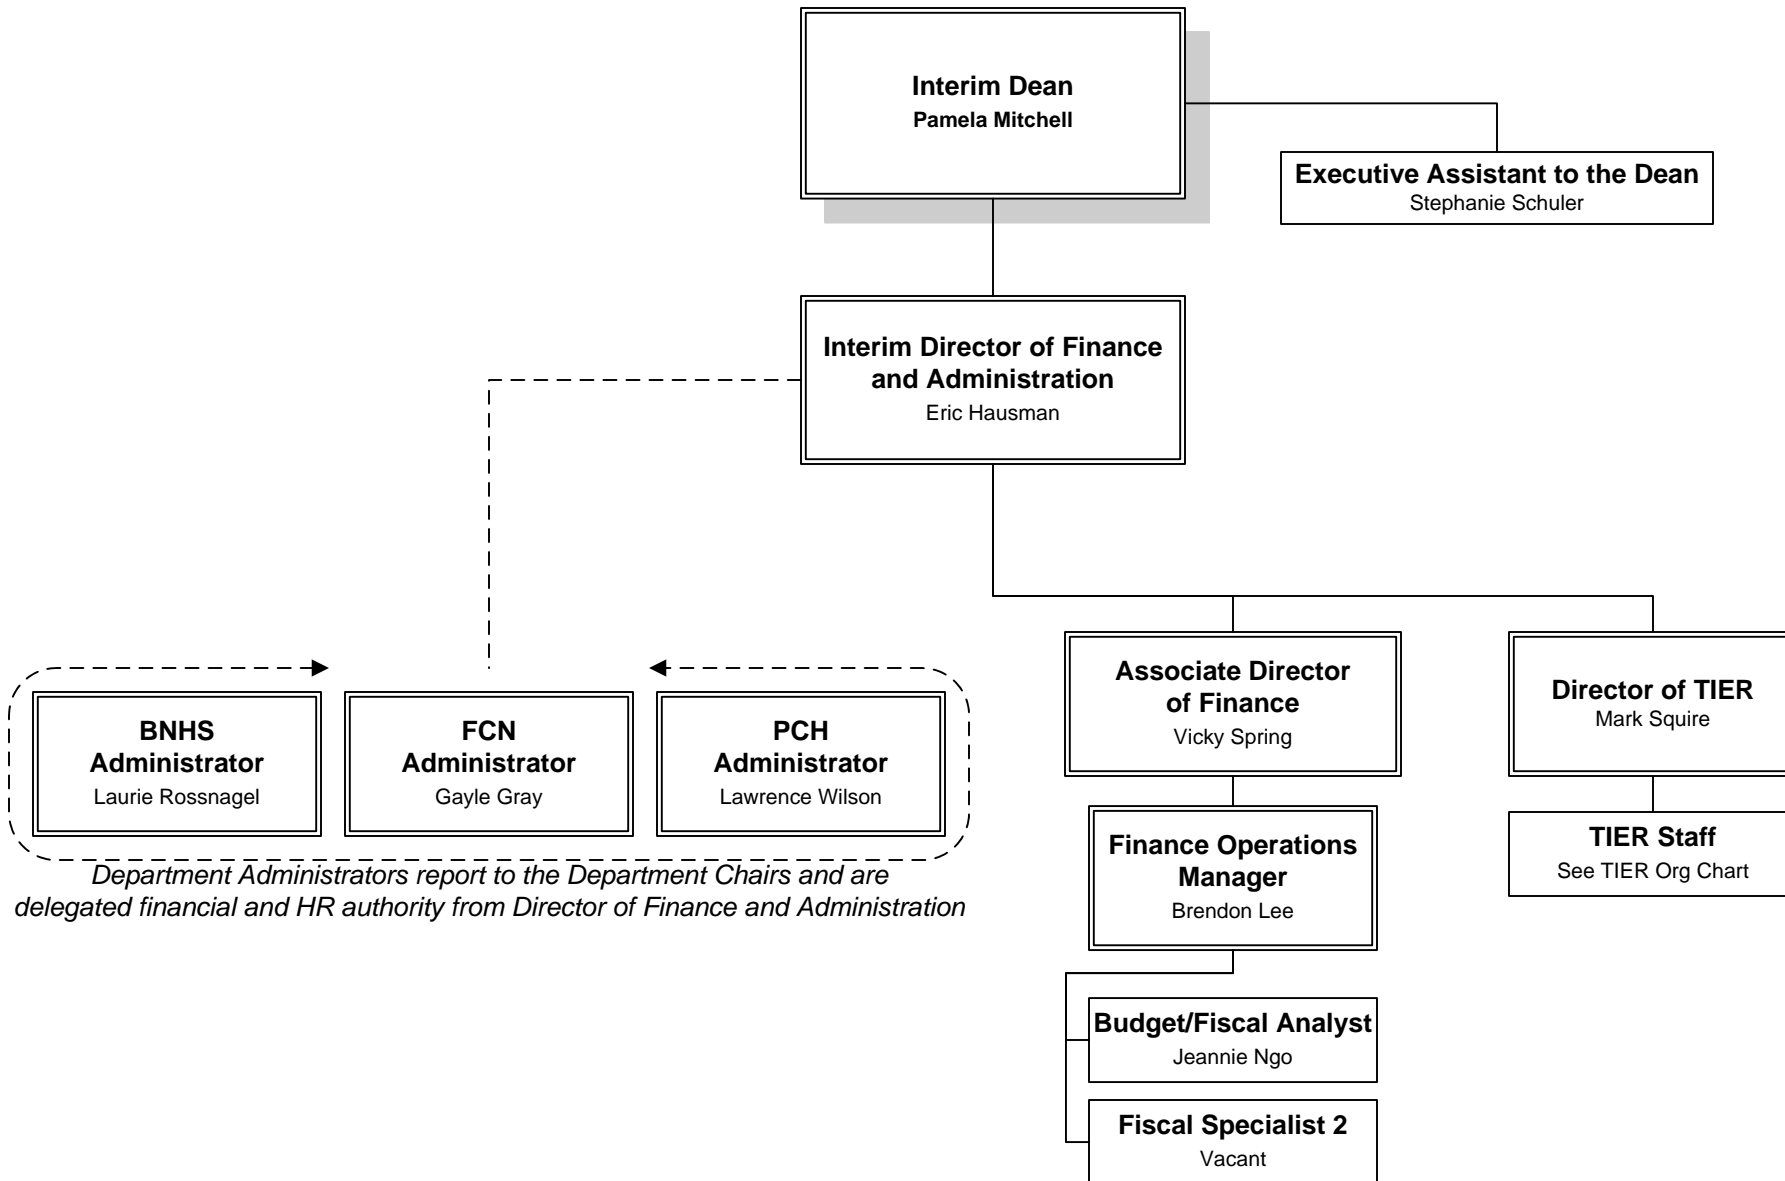 Interim Dean
Pamela Mitchell
Executive Assistant to the Dean
Stephanie Schuler
Interim Director of Finance
and Administration
Eric Hausman
BNHS
Administrator
Laurie Rossnagel
FCN
Administrator
Gayle Gray
PCH
Administrator
Lawrence Wilson
Department Administrators report to the Department Chairs and are
delegated financial and HR authority from Director of Finance and Administration
Associate Director
of Finance
Vicky Spring
Director of TIER
Mark Squire
Finance Operations
Manager
Brendon Lee
TIER Staff
See TIER Org Chart
Budget/Fiscal Analyst
Jeannie Ngo
Fiscal Specialist 2
Vacant